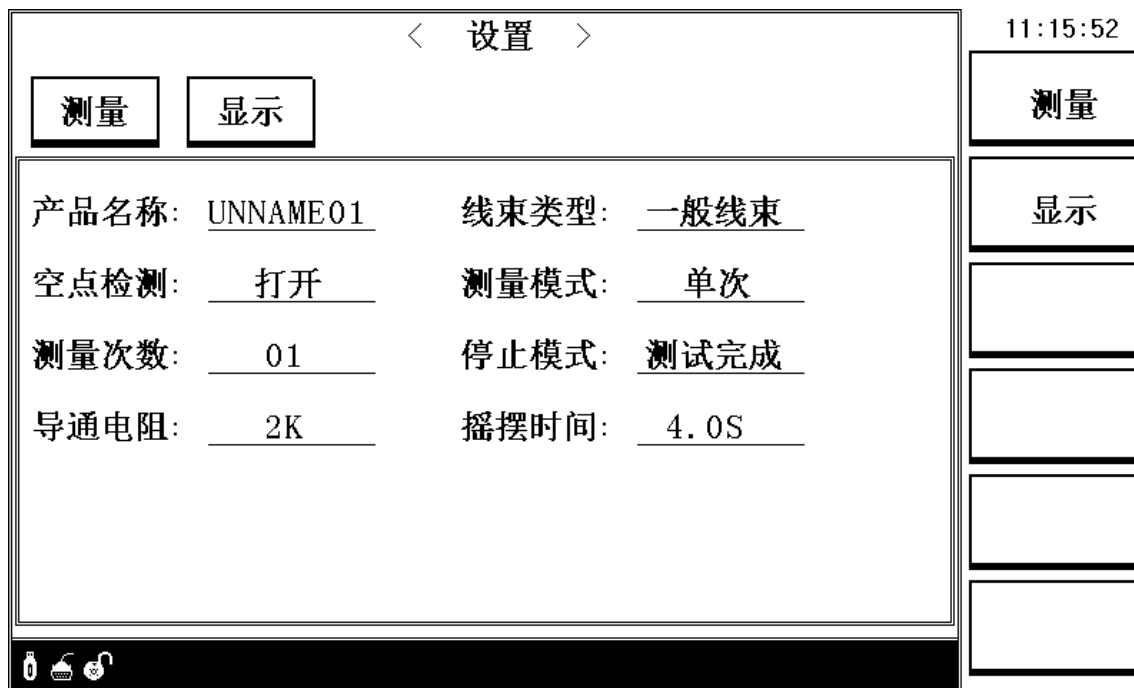 < 设置 >
11:15:52
测量 显示
测量
显示
产品名称: UNNAME01 线束类型: 一般线束
空点检测: 打开 测量模式: 单次
测量次数: 01 停止模式: 测试完成
导通电阻: 2K 摇摆时间: 4.0S